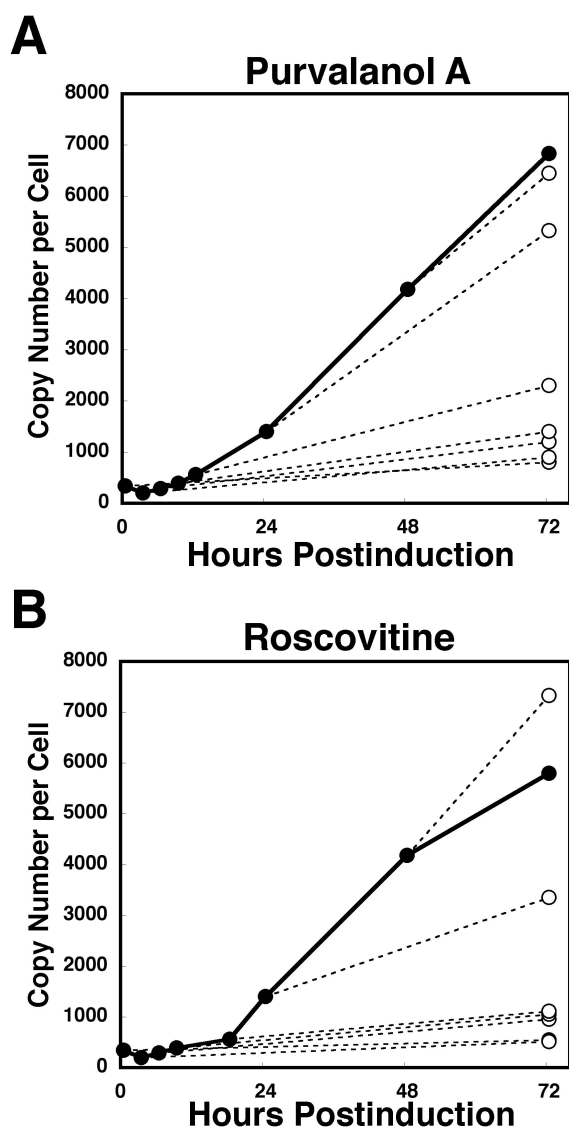 A
Purvalanol A
8000
7000
6000
5000
4000
3000
2000
1000
0
Copy Number per Cell
0 24 48 72
Hours Postinduction
B
Roscovitine
8000
7000
6000
5000
4000
3000
2000
1000
0
Copy Number per Cell
0 24 48 72
Hours Postinduction